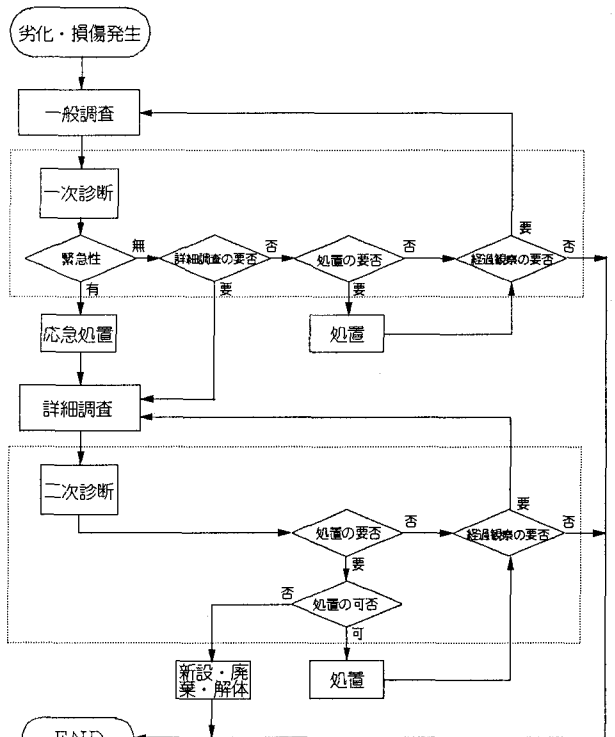 劣化・損傷発生
一般調査
一次診断
要
緊急性
無
詳細調査の要否
否
処置の要否
否
経過観察の要否
否
有
要
要
応急処置
処置
詳細調査
二次診断
要
処置の要否
否
経過観察の要否
否
要
否
処置の可否
可
新設・廃
棄・解体
処置
END